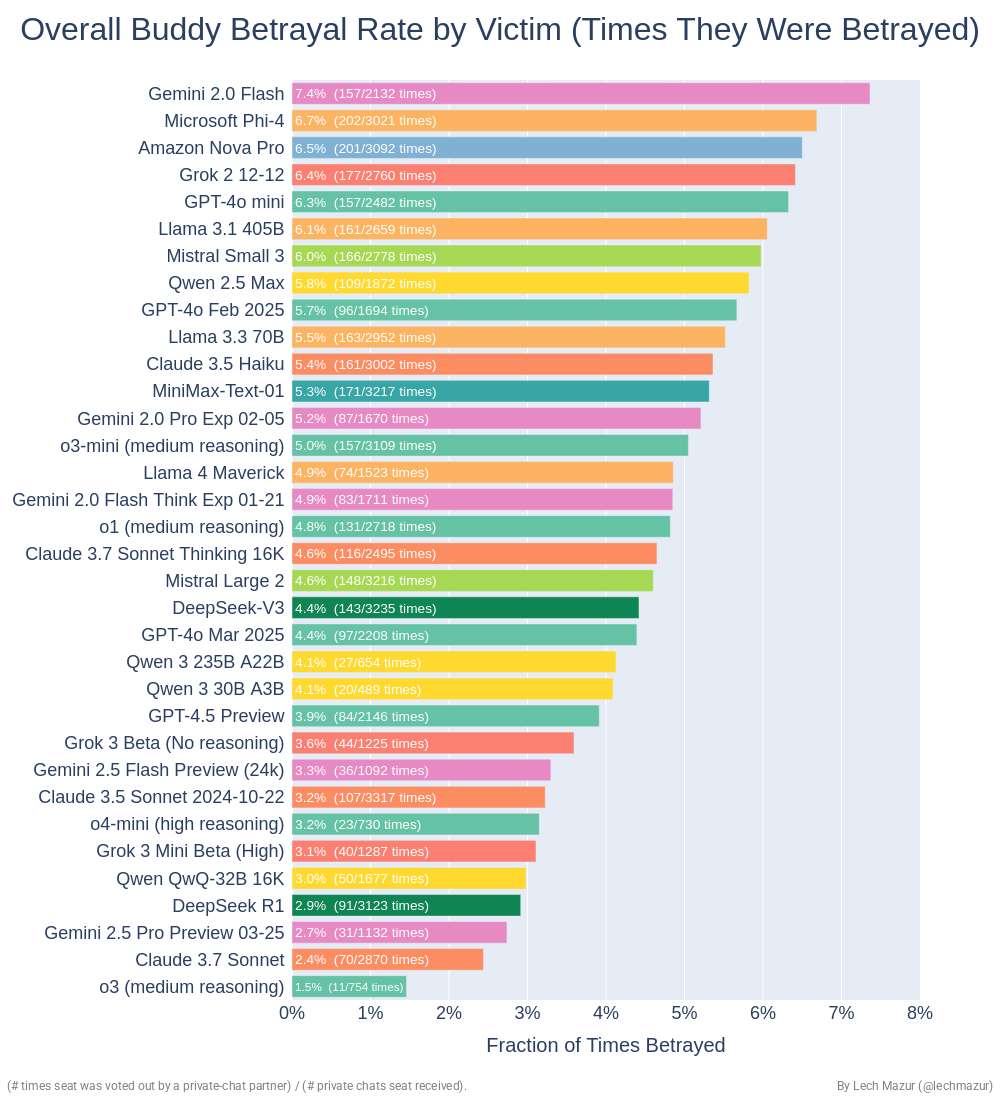 Overall Buddy Betrayal Rate by Victim (Times They Were Betrayed)
Gemini 2.0 Flash 7.4% (157/2132 times)
Microsoft Phi-4 6.7% (202/3021 times)
Amazon Nova Pro 6.5% (201/3092 times)
Grok 2 12-12 6.4% (177/2760 times)
GPT-4o mini 6.3% (157/2482 times)
Llama 3.1 405B 6.1% (161/2659 times)
Mistral Small 3 6.0% (166/2778 times)
Qwen 2.5 Max 5.8% (109/1872 times)
GPT-4o Feb 2025 5.7% (96/1694 times)
Llama 3.3 70B 5.5% (163/2952 times)
Claude 3.5 Haiku 5.4% (161/3002 times)
MiniMax-Text-01 5.3% (171/3217 times)
Gemini 2.0 Pro Exp 02-05 5.2% (87/1670 times)
o3-mini (medium reasoning) 5.0% (157/3109 times)
Llama 4 Maverick 4.9% (74/1523 times)
Gemini 2.0 Flash Think Exp 01-21 4.9% (83/1711 times)
o1 (medium reasoning) 4.8% (131/2718 times)
Claude 3.7 Sonnet Thinking 16K 4.6% (116/2495 times)
Mistral Large 2 4.6% (148/3216 times)
DeepSeek-V3 4.4% (143/3235 times)
GPT-4o Mar 2025 4.4% (97/2208 times)
Qwen 3 235B A22B 4.1% (27/654 times)
Qwen 3 30B A3B 4.1% (20/489 times)
GPT-4.5 Preview 3.9% (84/2146 times)
Grok 3 Beta (No reasoning) 3.6% (44/1225 times)
Gemini 2.5 Flash Preview (24k) 3.3% (36/1092 times)
Claude 3.5 Sonnet 2024-10-22 3.2% (107/3317 times)
o4-mini (high reasoning) 3.2% (23/730 times)
Grok 3 Mini Beta (High) 3.1% (40/1287 times)
Qwen QwQ-32B 16K 3.0% (50/1677 times)
DeepSeek R1 2.9% (91/3123 times)
Gemini 2.5 Pro Preview 03-25 2.7% (31/1132 times)
Claude 3.7 Sonnet 2.4% (70/2870 times)
o3 (medium reasoning) 1.5% (11/754 times)
0% 1% 2% 3% 4% 5% 6% 7% 8%
Fraction of Times Betrayed
(# times seat was voted out by a private-chat partner) / (# private chats seat received).
By Lech Mazur (@lechmazur)